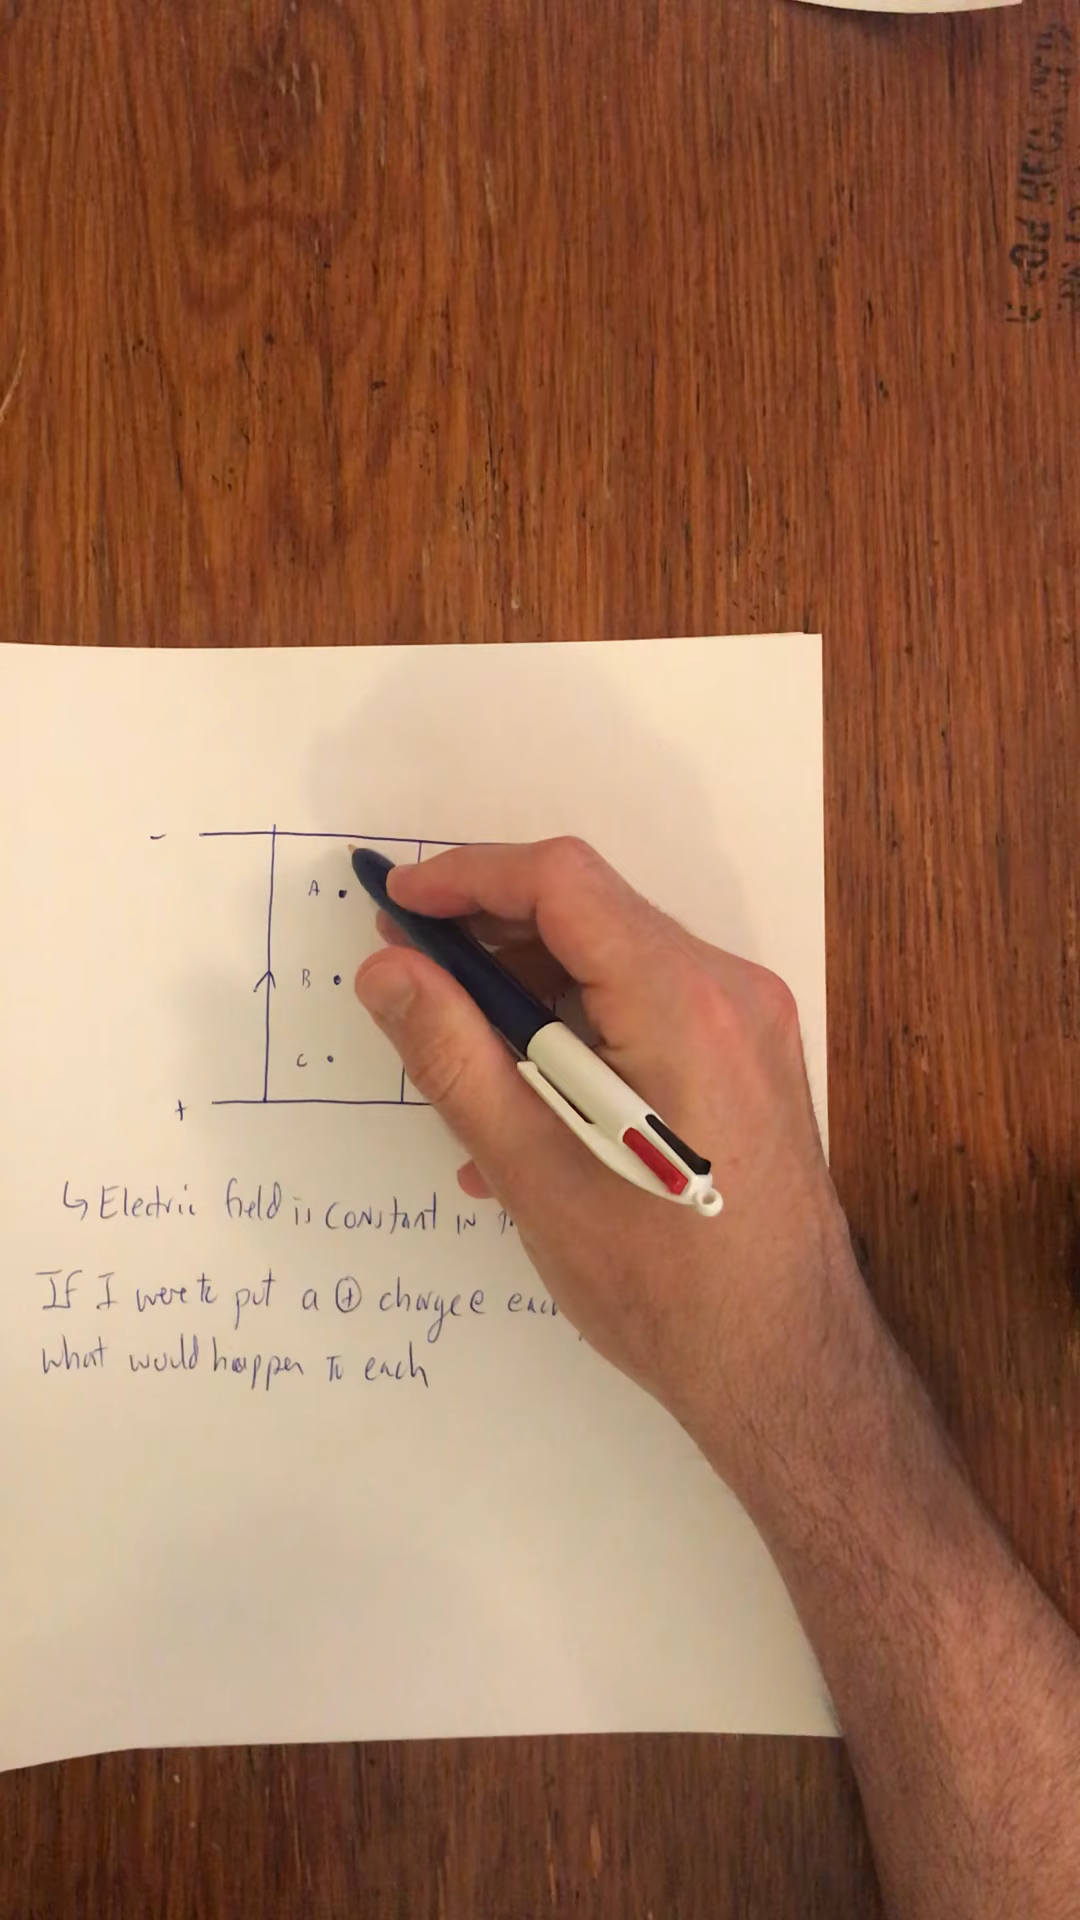 -
A
B
C
+
↳ Electric field is constant in
If I were to put a ⊕ charge @
what would happen to each